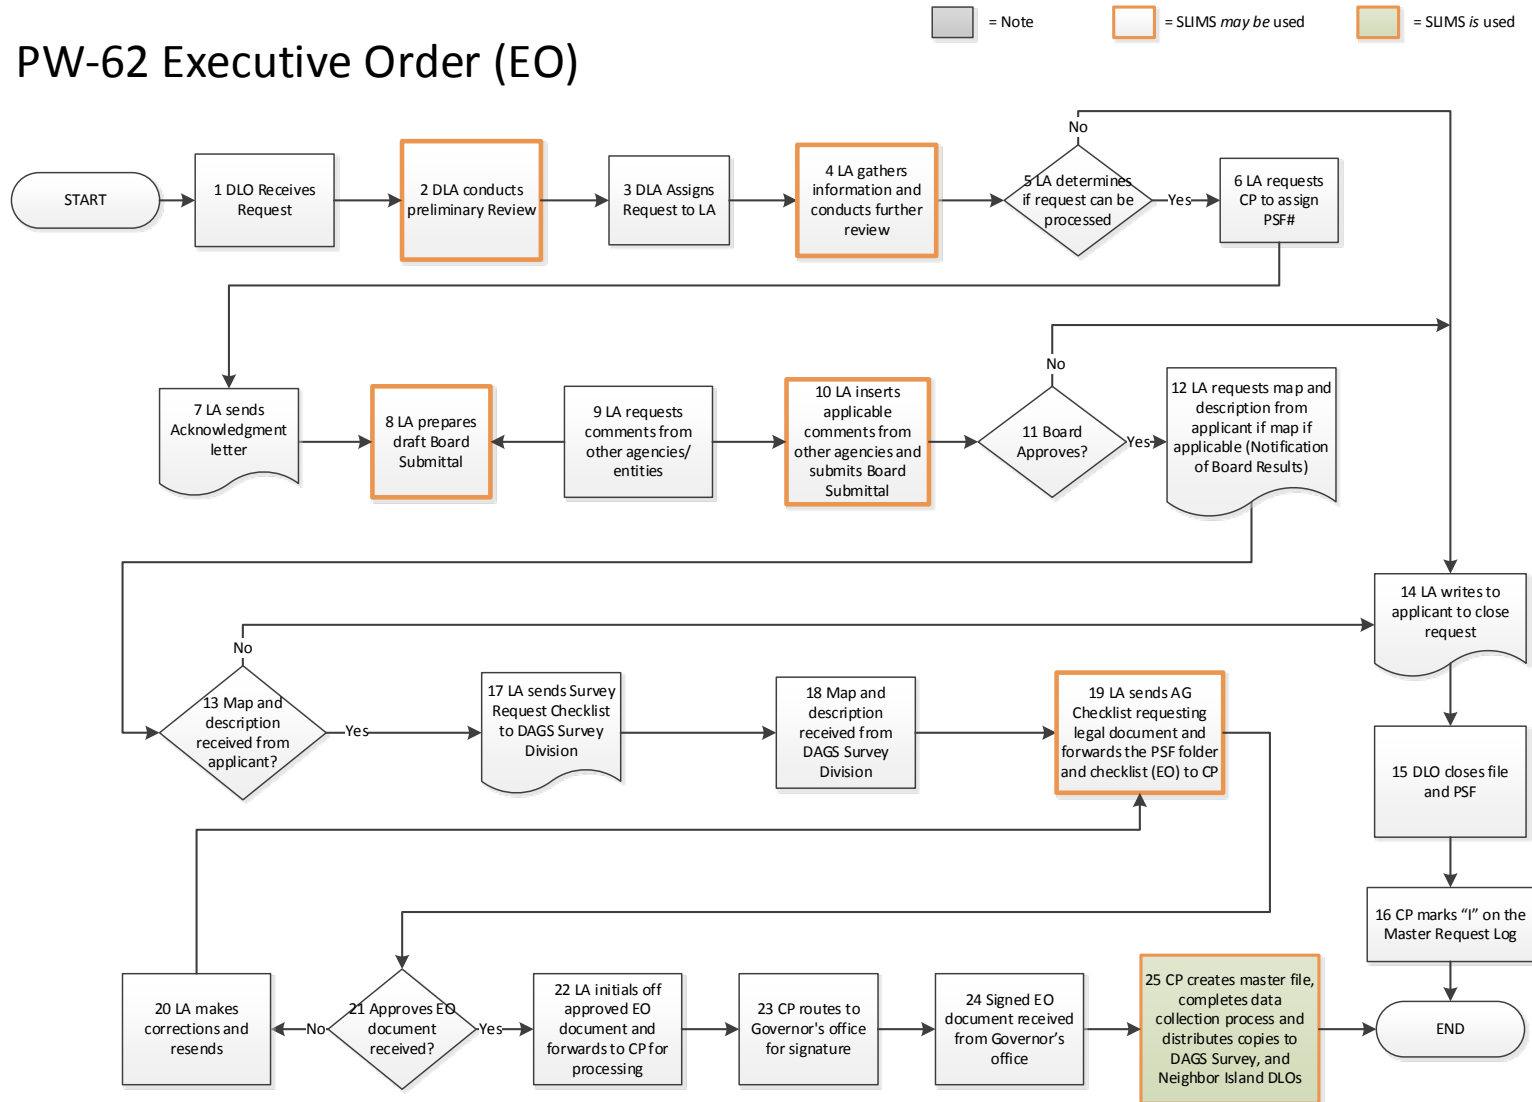 = Note
= SLIMS may be used
= SLIMS is used
PW-62 Executive Order (EO)
START
1 DLO Receives
Request
2 DLA conducts
preliminary Review
3 DLA Assigns
Request to LA
4 LA gathers
information and
conducts further
review
No
5 LA determines
if request can be
processed
Yes
6 LA requests
CP to assign
PSF#
7 LA sends
Acknowledgment
letter
8 LA prepares
draft Board
Submittal
9 LA requests
comments from
other agencies/
entities
10 LA inserts
applicable
comments from
other agencies and
submits Board
Submittal
No
11 Board
Approves?
Yes
12 LA requests map and
description from
applicant if map if
applicable (Notification
of Board Results)
No
13 Map and
description
received from
applicant?
Yes
17 LA sends Survey
Request Checklist
to DAGS Survey
Division
18 Map and
description
received from
DAGS Survey
Division
19 LA sends AG
Checklist requesting
legal document and
forwards the PSF folder
and checklist (EO) to CP
14 LA writes to
applicant to close
request
15 DLO closes file
and PSF
16 CP marks “I” on the
Master Request Log
20 LA makes
corrections and
resends
No
21 Approves EO
document
received?
Yes
22 LA initials off
approved EO
document and
forwards to CP for
processing
23 CP routes to
Governor's office
for signature
24 Signed EO
document received
from Governor’s
office
25 CP creates master file,
completes data
collection process and
distributes copies to
DAGS Survey, and
Neighbor Island DLOs
END